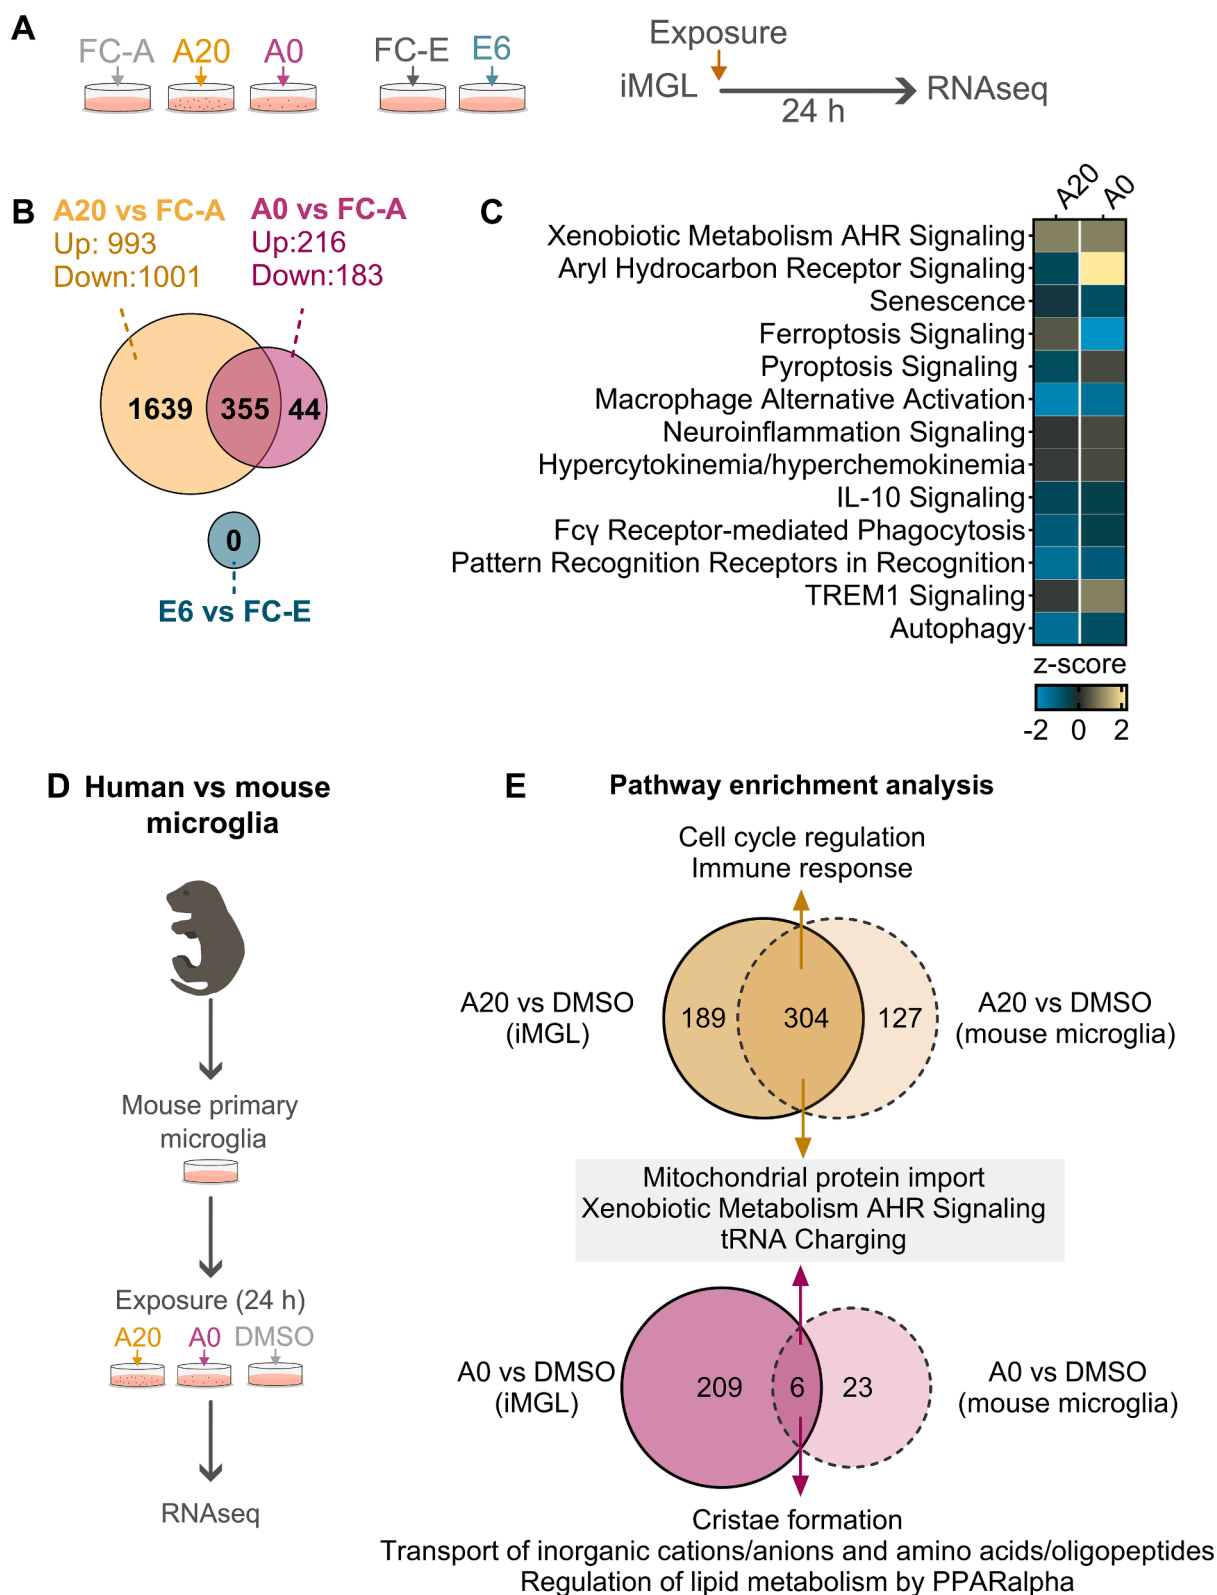 A
FC-A A20 A0
FC-E E6
Exposure
iMGL
24 h
RNAseq
B
A20 vs FC-A
Up: 993
Down:1001
A0 vs FC-A
Up:216
Down:183
1639
355
44
0
E6 vs FC-E
C
A20
A0
Xenobiotic Metabolism AHR Signaling
Aryl Hydrocarbon Receptor Signaling
Senescence
Ferroptosis Signaling
Pyroptosis Signaling
Macrophage Alternative Activation
Neuroinflammation Signaling
Hypercytokinemia/hyperchemokinemia
IL-10 Signaling
Fcγ Receptor-mediated Phagocytosis
Pattern Recognition Receptors in Recognition
TREM1 Signaling
Autophagy
z-score
-2 0 2
D
Human vs mouse
microglia
Mouse primary
microglia
Exposure (24 h)
A20 A0 DMSO
RNAseq
E
Pathway enrichment analysis
Cell cycle regulation
Immune response
A20 vs DMSO
(iMGL)
189
304
127
A20 vs DMSO
(mouse microglia)
Mitochondrial protein import
Xenobiotic Metabolism AHR Signaling
tRNA Charging
A0 vs DMSO
(iMGL)
209
6
23
A0 vs DMSO
(mouse microglia)
Cristae formation
Transport of inorganic cations/anions and amino acids/oligopeptides
Regulation of lipid metabolism by PPARalpha